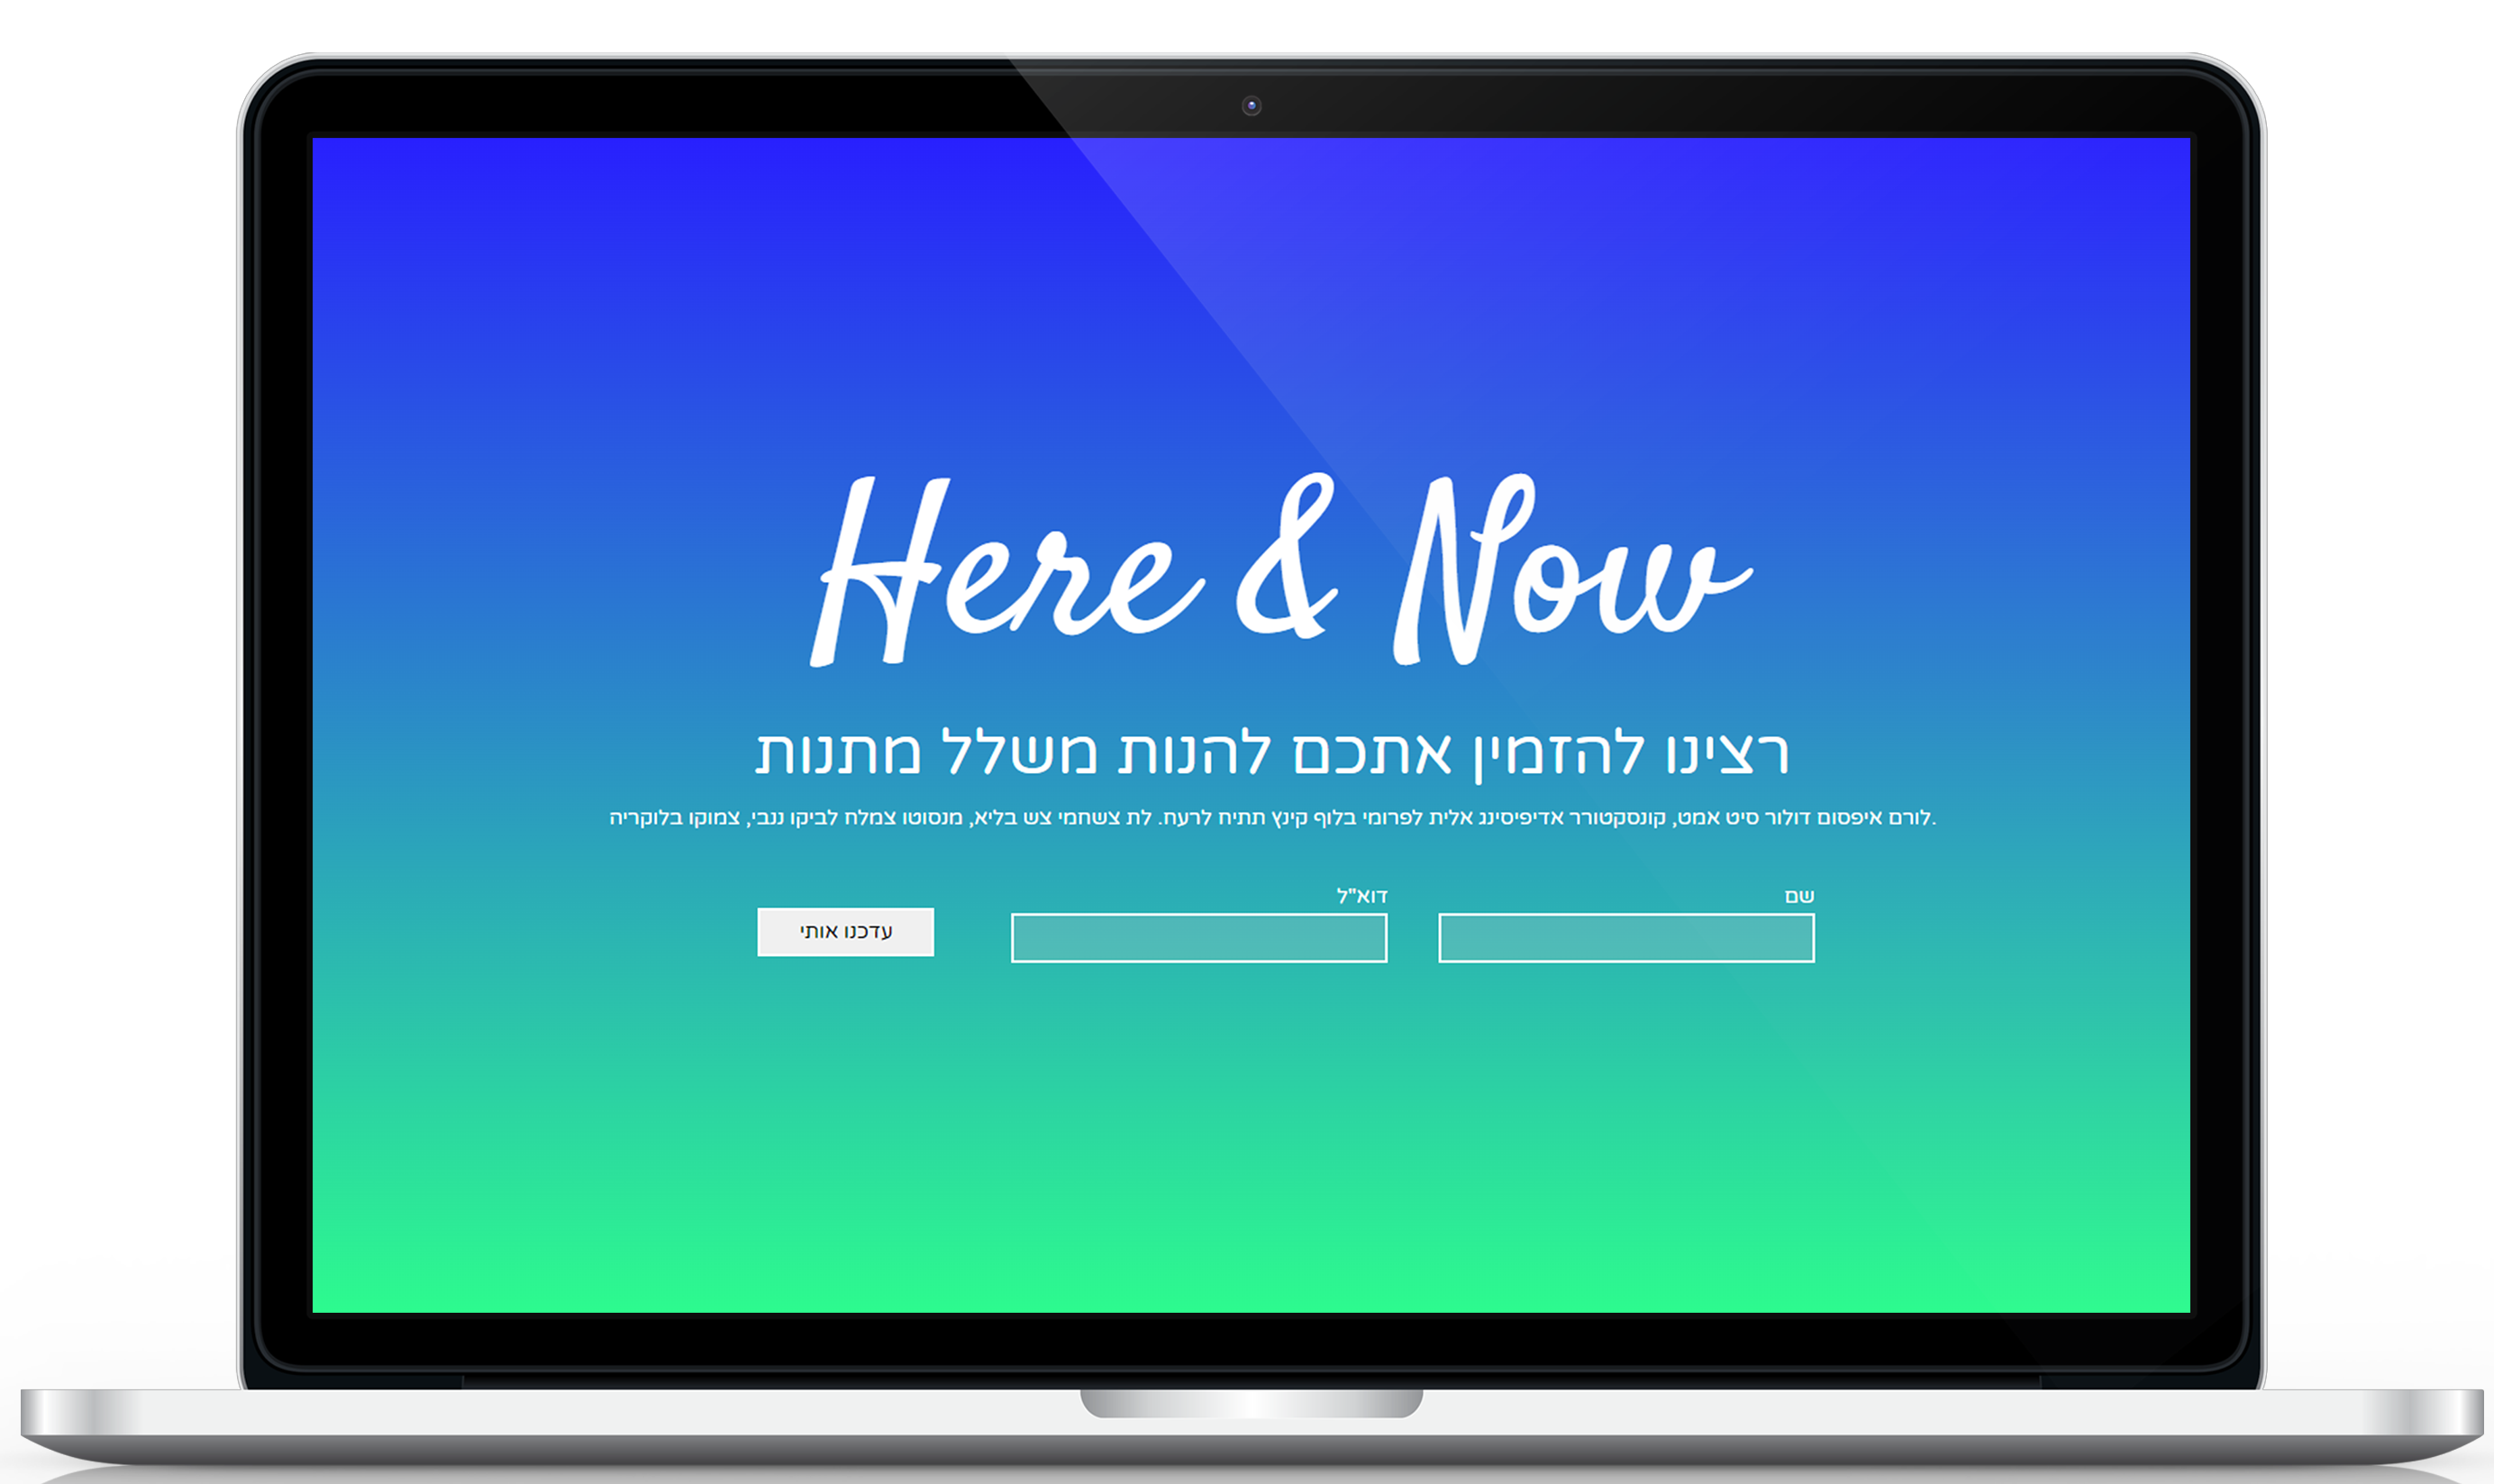 Here & Now
רצינו להזמין אתכם להנות משלל מתנות
.לורם איפסום דולור סיט אמט, קונסקטורר אדיפיסינג אלית לפרומי בלוף קינץ תתיח לרעח. לת צשחמי צש בליא, מנסוטו צמלח לביקו ננבי, צמוקו בלוקריה
שם
דוא"ל
עדכנו אותי